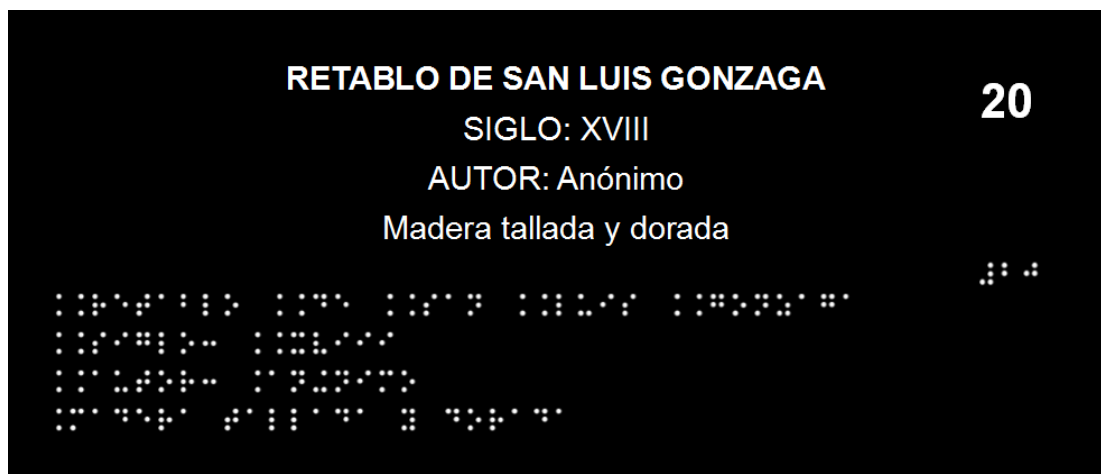 RETABLO DE SAN LUIS GONZAGA
20
SIGLO: XVIII
AUTOR: Anónimo
Madera tallada y dorada
⠼⠃⠚
⠨⠨⠗⠑⠞⠁⠃⠇⠕ ⠨⠨⠙⠑ ⠨⠨⠎⠁⠝ ⠨⠨⠇⠥⠊⠎ ⠨⠨⠛⠕⠝⠵⠁⠛⠁
⠨⠨⠎⠊⠛⠇⠕⠒ ⠨⠨⠭⠧⠊⠊⠊
⠨⠨⠁⠥⠞⠕⠗⠒ ⠨⠁⠝⠬⠝⠊⠍⠕
⠨⠍⠁⠙⠑⠗⠁ ⠞⠁⠇⠇⠁⠙⠁ ⠽ ⠙⠕⠗⠁⠙⠁